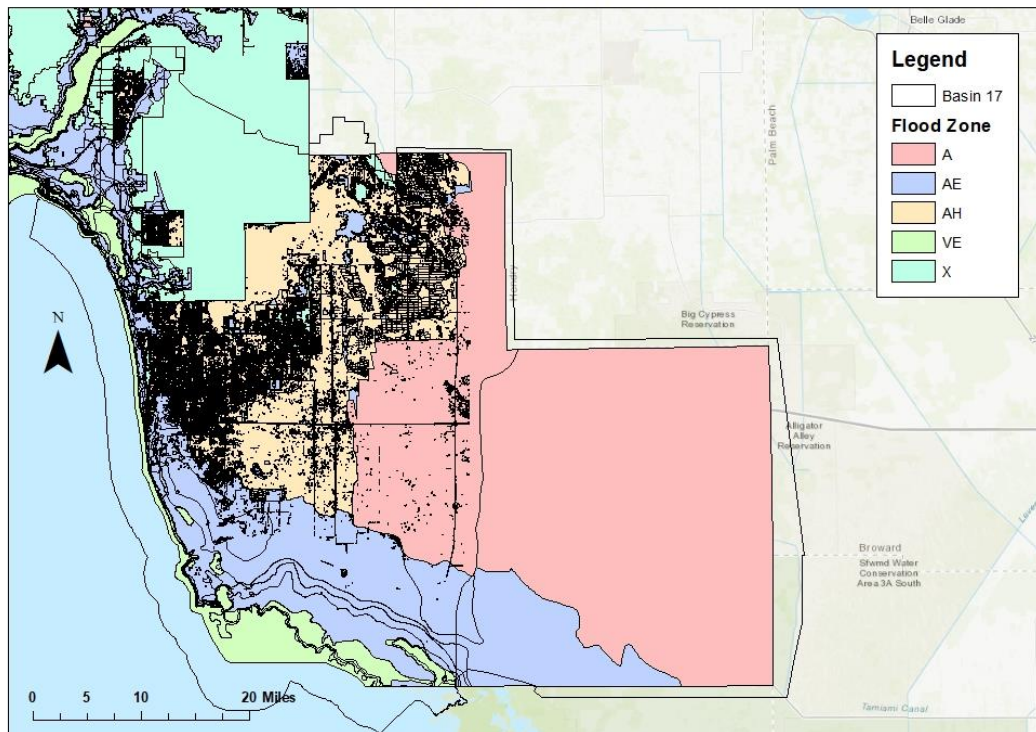 Belle Glade
Legend
Basin 17
Flood Zone
A
AE
AH
VE
X
Palm Beach
Hendry
N
Big Cypress
Reservation
Alligator
Alley
Reservation
Broward
Sfwmd Water
Conservation
Area 3A South
0 5 10 20 Miles
Tamiami Canal